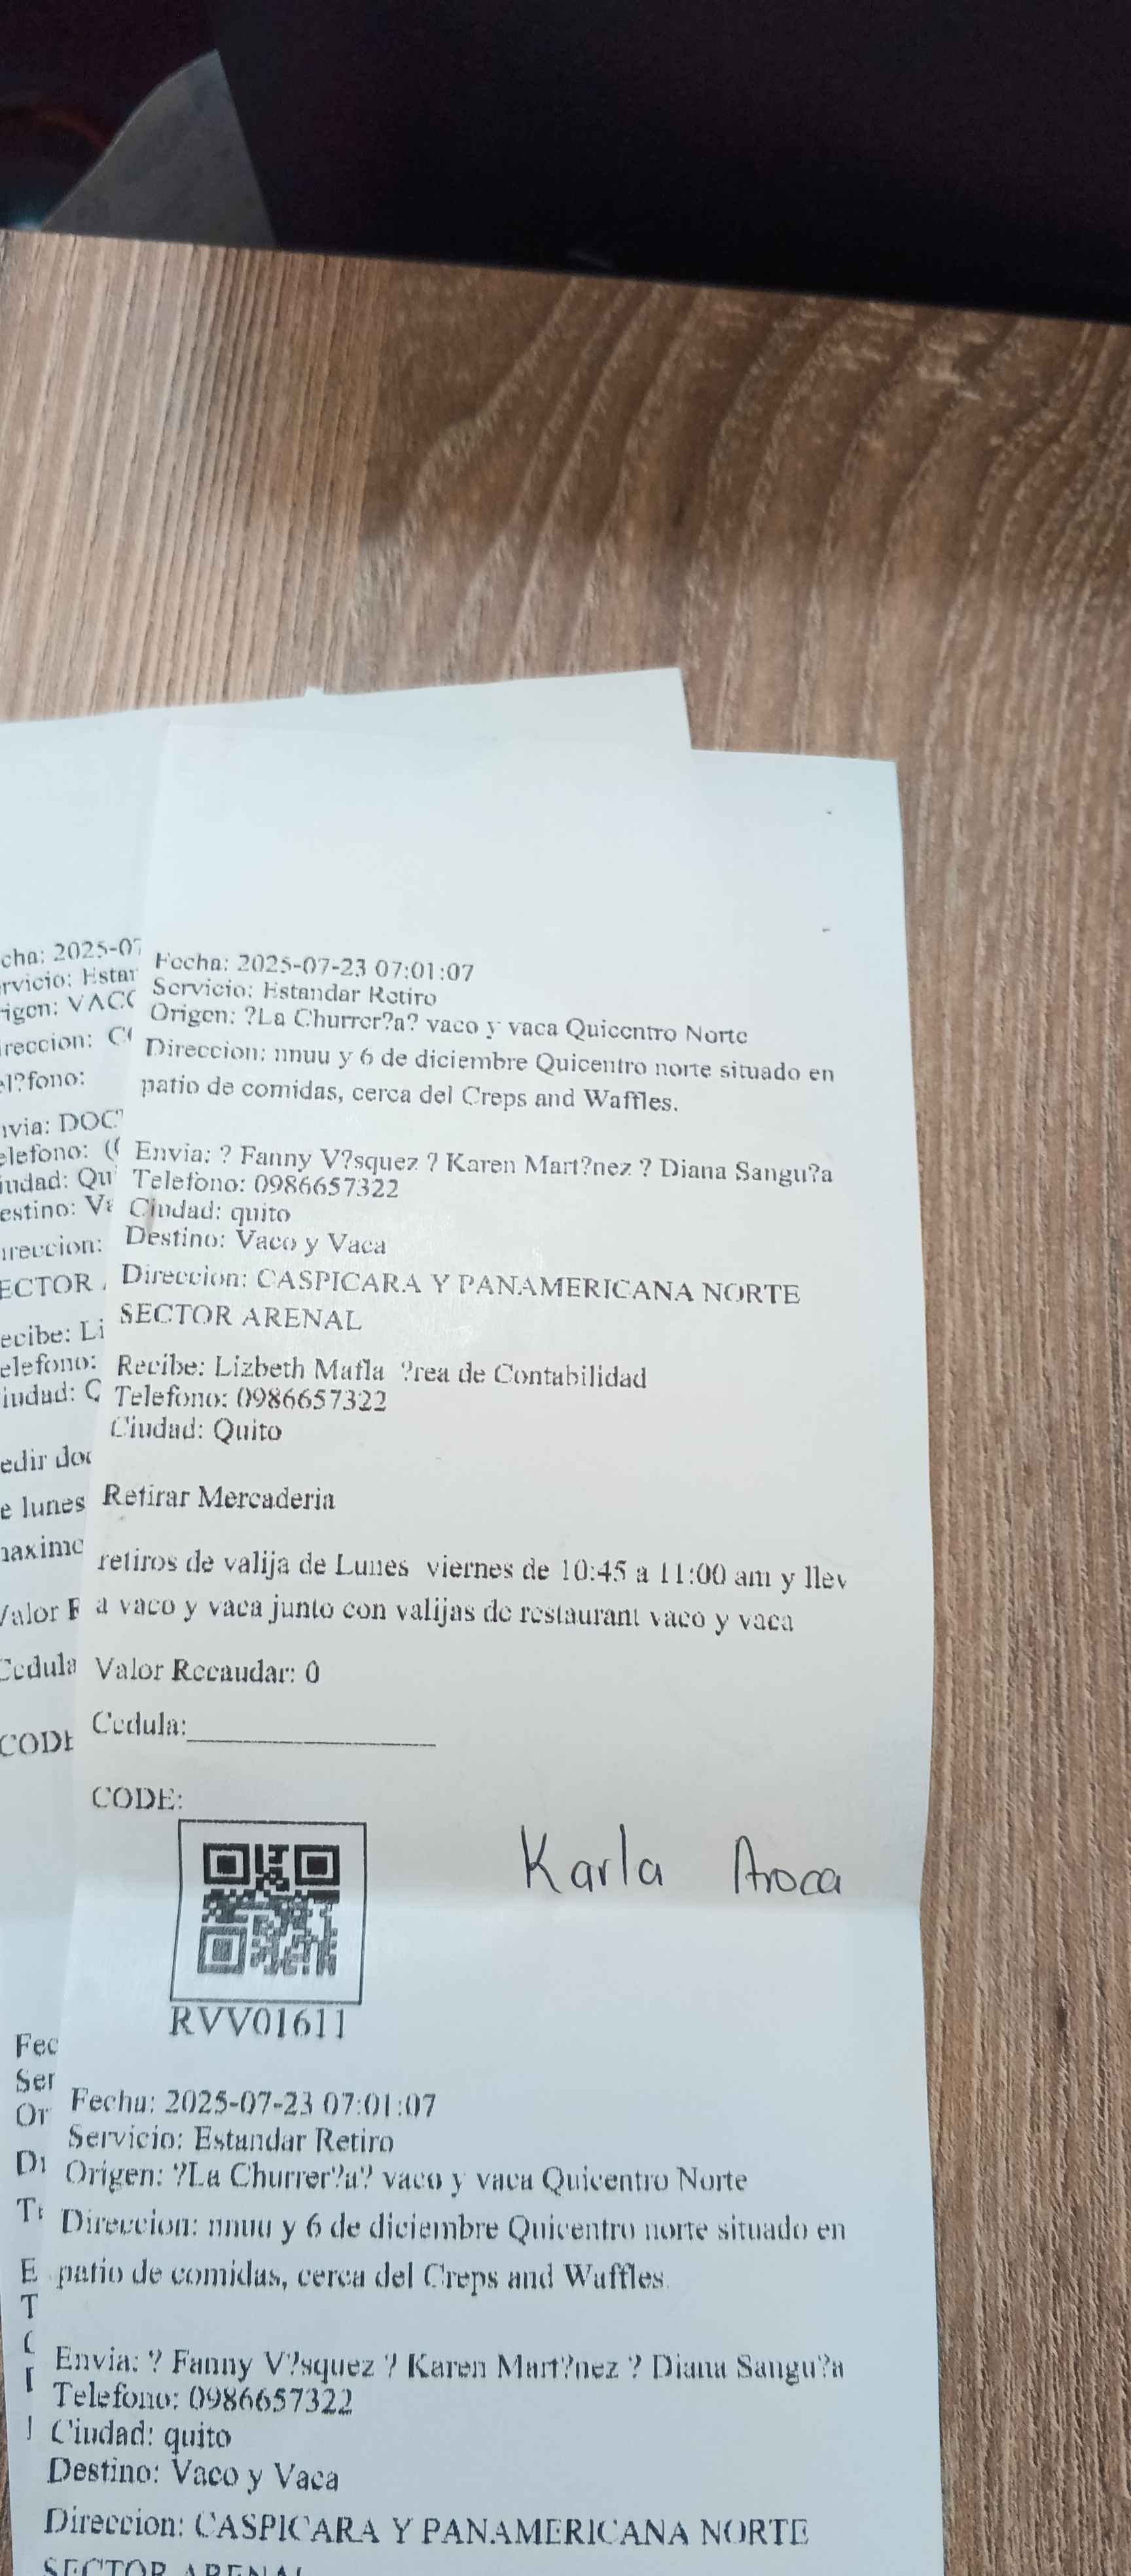 Fecha: 2025-07-23 07:01:07
Servicio: Estandar Retiro
Origen: ?La Churrer?a? vaco y vaca Quicentro Norte
Direccion: nnuu y 6 de diciembre Quicentro norte situado en
patio de comidas, cerca del Creps and Waffles.
Envia: ? Fanny V?squez ? Karen Mart?nez ? Diana Sangu?a
Telefono: 0986657322
Ciudad: quito
Destino: Vaco y Vaca
Direccion: CASPICARA Y PANAMERICANA NORTE
SECTOR ARENAL
Recibe: Lizbeth Mafla ?rea de Contabilidad
Telefono: 0986657322
Ciudad: Quito
Retirar Mercaderia
retiros de valija de Lunes viernes de 10:45 a 11:00 am y llev
a vaco y vaca junto con valijas de restaurant vaco y vaca
Valor Recaudar: 0
Cedula:
CODE:
Karla Aroca
RVV01611
Fecha: 2025-07-23 07:01:07
Servicio: Estandar Retiro
Origen: ?La Churrer?a? vaco y vaca Quicentro Norte
Direccion: nnuu y 6 de diciembre Quicentro norte situado en
patio de comidas, cerca del Creps and Waffles.
Envia: ? Fanny V?squez ? Karen Mart?nez ? Diana Sangu?a
Telefono: 0986657322
Ciudad: quito
Destino: Vaco y Vaca
Direccion: CASPICARA Y PANAMERICANA NORTE
SECTOR ARENAL